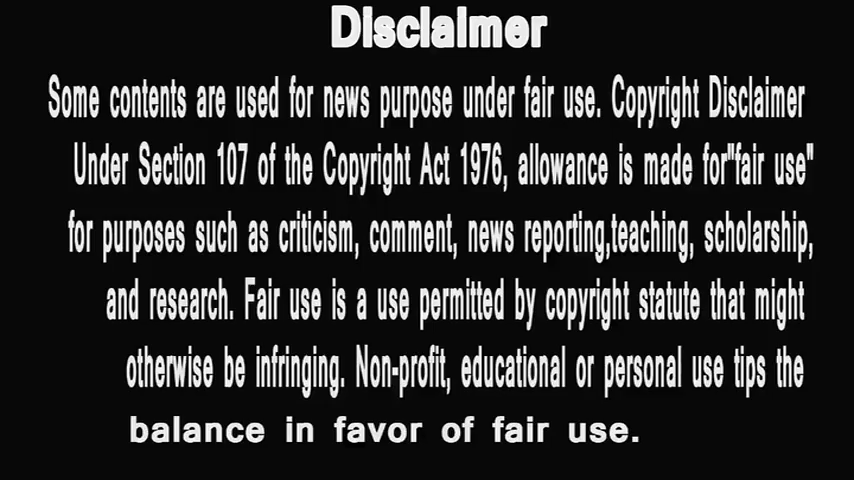 Disclaimer
Some contents are used for news purpose under fair use. Copyright Disclaimer
Under Section 107 of the Copyright Act 1976, allowance is made for"fair use"
for purposes such as criticism, comment, news reporting,teaching, scholarship,
and research. Fair use is a use permitted by copyright statute that might
otherwise be infringing. Non-profit, educational or personal use tips the
balance in favor of fair use.